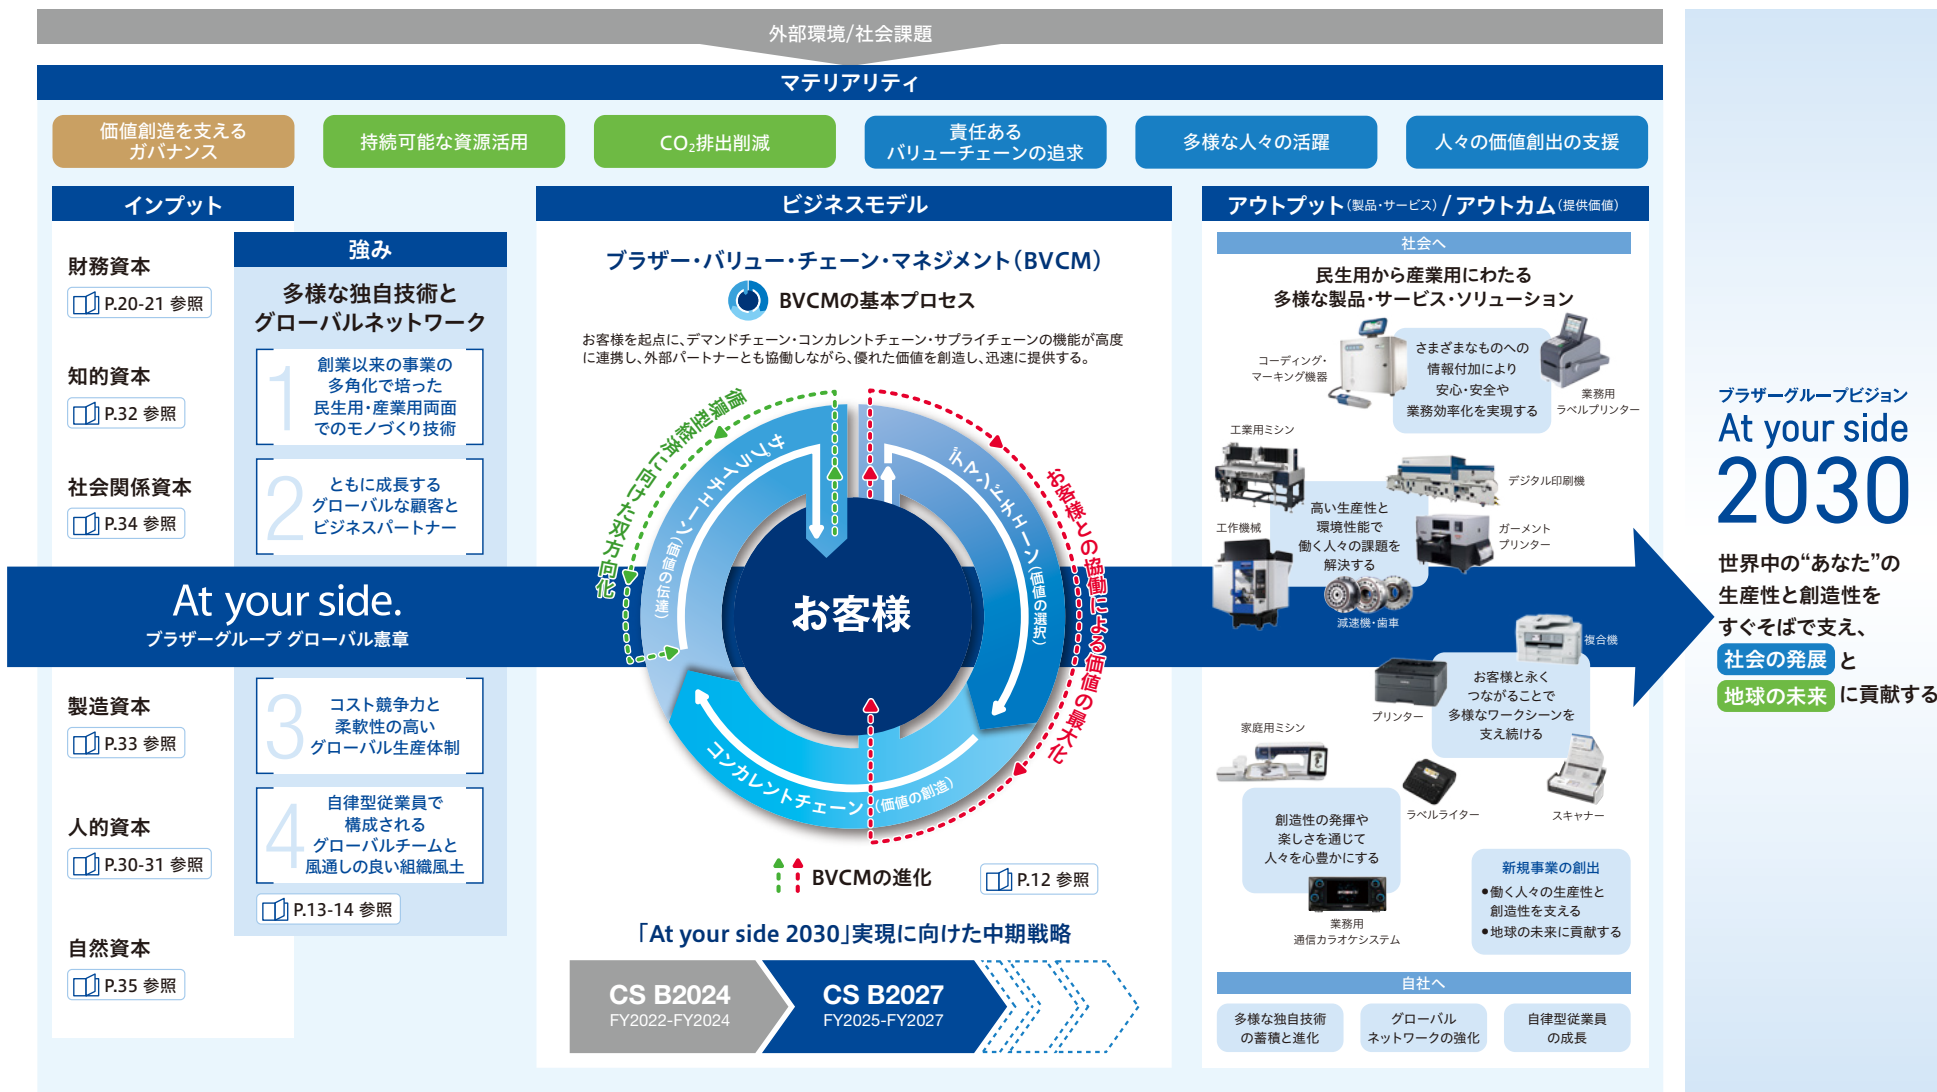 外部環境/社会課題
マテリアリティ
価値創造を支える
ガバナンス
持続可能な資源活用
CO₂排出削減
責任ある
バリューチェーンの追求
多様な人々の活躍
人々の価値創出の支援
インプット
財務資本
P.20-21 参照
知的資本
P.32 参照
社会関係資本
P.34 参照
強み
多様な独自技術と
グローバルネットワーク
1
創業以来の事業の
多角化で培った
民生用・産業用両面
でのモノづくり技術
2
ともに成長する
グローバルな顧客と
ビジネスパートナー
At your side.
ブラザーグループ グローバル憲章
製造資本
P.33 参照
人的資本
P.30-31 参照
自然資本
P.35 参照
3
コスト競争力と
柔軟性の高い
グローバル生産体制
4
自律型従業員で
構成される
グローバルチームと
風通しの良い組織風土
P.13-14 参照
ビジネスモデル
ブラザー・バリュー・チェーン・マネジメント(BVCM)
BVCMの基本プロセス
お客様を起点に、デマンドチェーン・コンカレントチェーン・サプライチェーンの機能が高度
に連携し、外部パートナーとも協働しながら、優れた価値を創造し、迅速に提供する。
循環型経済に向けた双方向化
サプライチェーン(価値の伝達)
デマンドチェーン(価値の選択)
お客様との協働による価値の最大化
お客様
コンカレントチェーン(価値の創造)
BVCMの進化
P.12 参照
「At your side 2030」実現に向けた中期戦略
CS B2024
FY2022-FY2024
CS B2027
FY2025-FY2027
アウトプット(製品・サービス)/アウトカム(提供価値)
社会へ
民生用から産業用にわたる
多様な製品・サービス・ソリューション
コーディング・
マーキング機器
さまざまなものへの
情報付加により
安心・安全や
業務効率化を実現する
業務用
ラベルプリンター
工業用ミシン
デジタル印刷機
高い生産性と
環境性能で
働く人々の課題を
解決する
工作機械
ガーメント
プリンター
減速機・歯車
複合機
お客様と永く
つながることで
多様なワークシーンを
支え続ける
プリンター
家庭用ミシン
ラベルライター
スキャナー
創造性の発揮や
楽しさを通じて
人々を心豊かにする
業務用
通信カラオケシステム
新規事業の創出
●働く人々の生産性と
創造性を支える
●地球の未来に貢献する
自社へ
多様な独自技術
の蓄積と進化
グローバル
ネットワークの強化
自律型従業員
の成長
ブラザーグループビジョン
At your side
2030
世界中の“あなた”の
生産性と創造性を
すぐそばで支え、
社会の発展 と
地球の未来 に貢献する